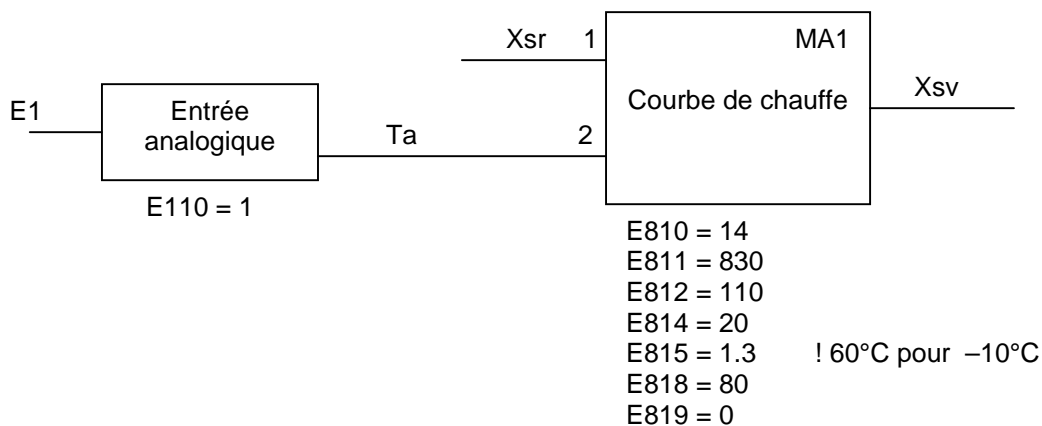 Xsr 1
MA1
E1
Entrée
analogique
Courbe de chauffe
Xsv
Ta
2
E110 = 1
E810 = 14
E811 = 830
E812 = 110
E814 = 20
E815 = 1.3 ! 60°C pour –10°C
E818 = 80
E819 = 0